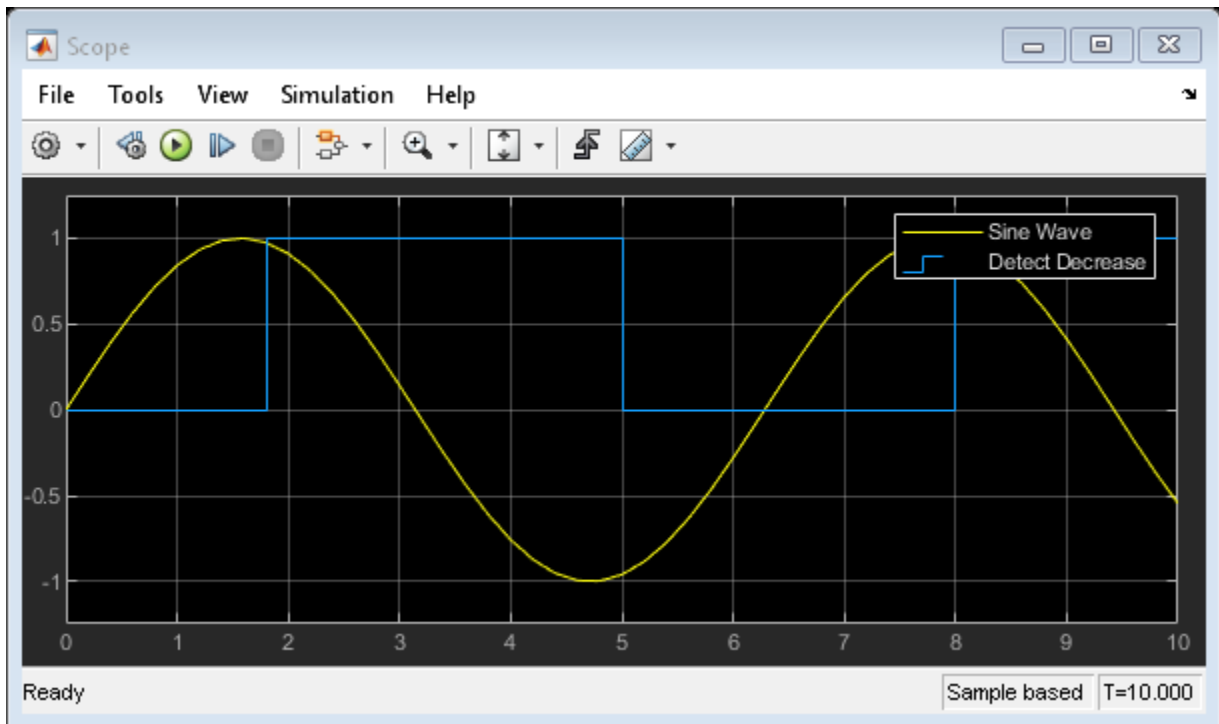 Scope
File Tools View Simulation Help
Sine Wave
Detect Decrease
1
0.5
0
-0.5
-1
0 1 2 3 4 5 6 7 8 9 10
Ready Sample based T=10.000